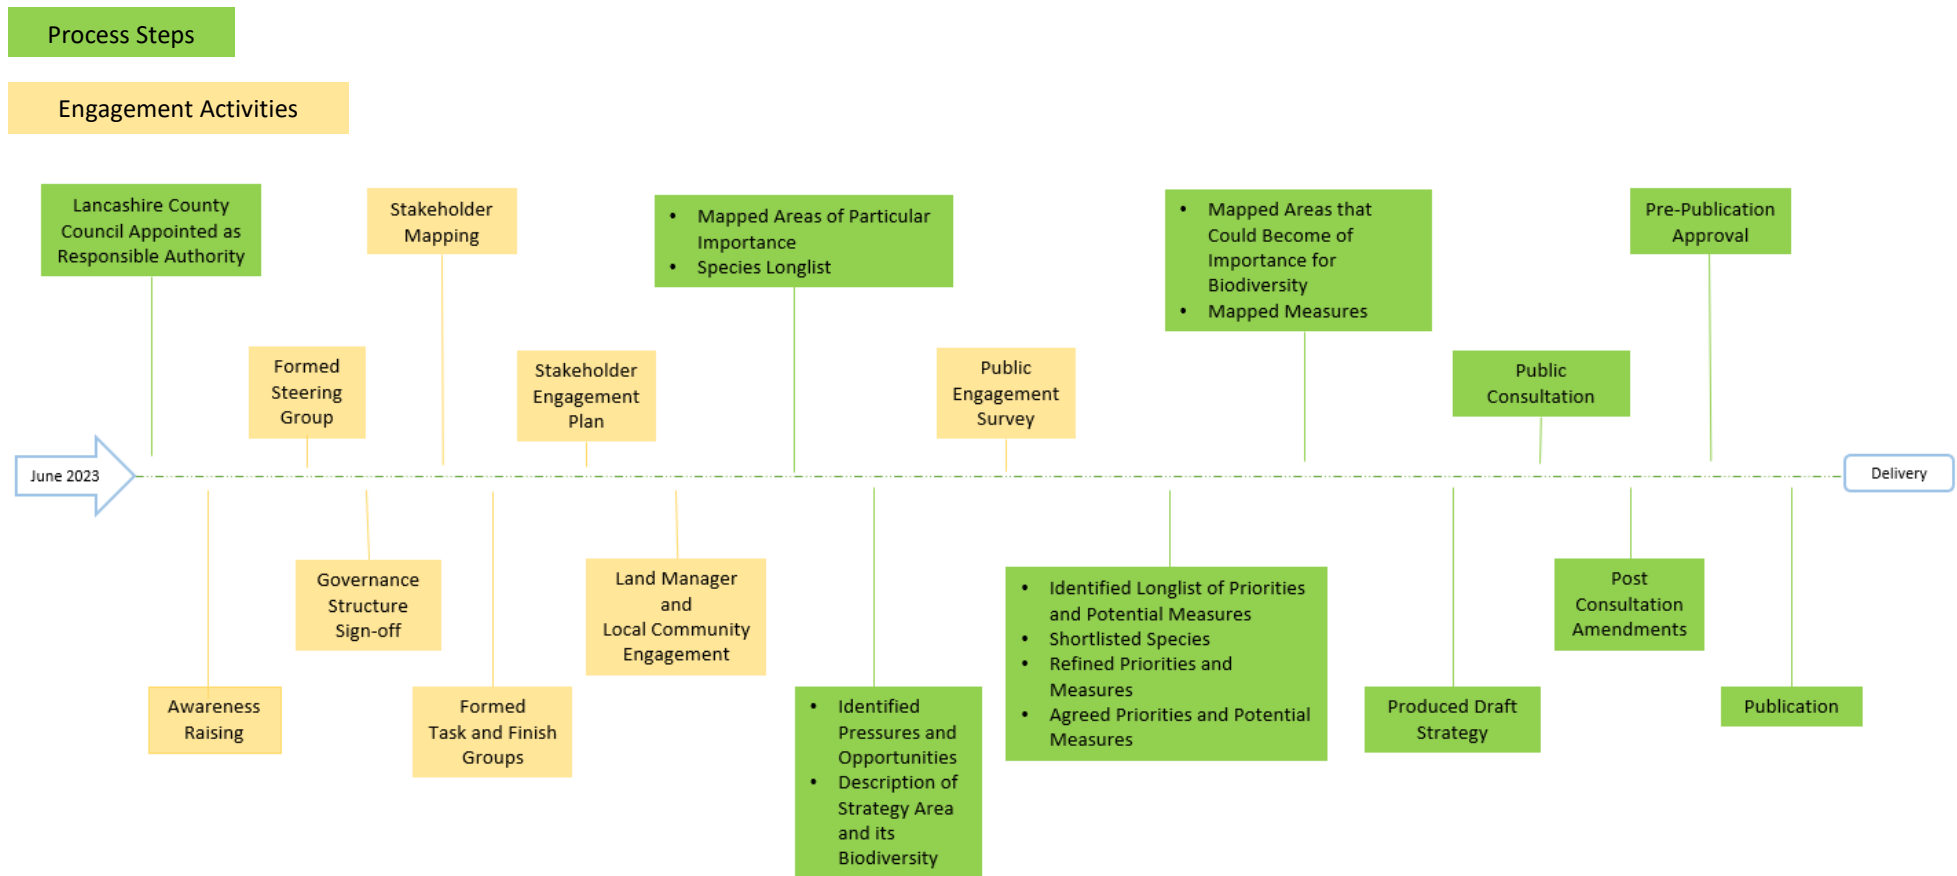 Process Steps
Engagement Activities
Lancashire County
Council Appointed as
Responsible Authority
Stakeholder
Mapping
• Mapped Areas of Particular
Importance
• Species Longlist
• Mapped Areas that
Could Become of
Importance for
Biodiversity
• Mapped Measures
Pre-Publication
Approval
Formed
Steering
Group
Stakeholder
Engagement
Plan
Public
Engagement
Survey
Public
Consultation
June 2023
Delivery
Governance
Structure
Sign-off
Land Manager
and
Local Community
Engagement
• Identified Longlist of Priorities
and Potential Measures
• Shortlisted Species
• Refined Priorities and
Measures
• Agreed Priorities and Potential
Measures
Post
Consultation
Amendments
Awareness
Raising
Formed
Task and Finish
Groups
• Identified
Pressures and
Opportunities
• Description of
Strategy Area
and its
Biodiversity
Produced Draft
Strategy
Publication